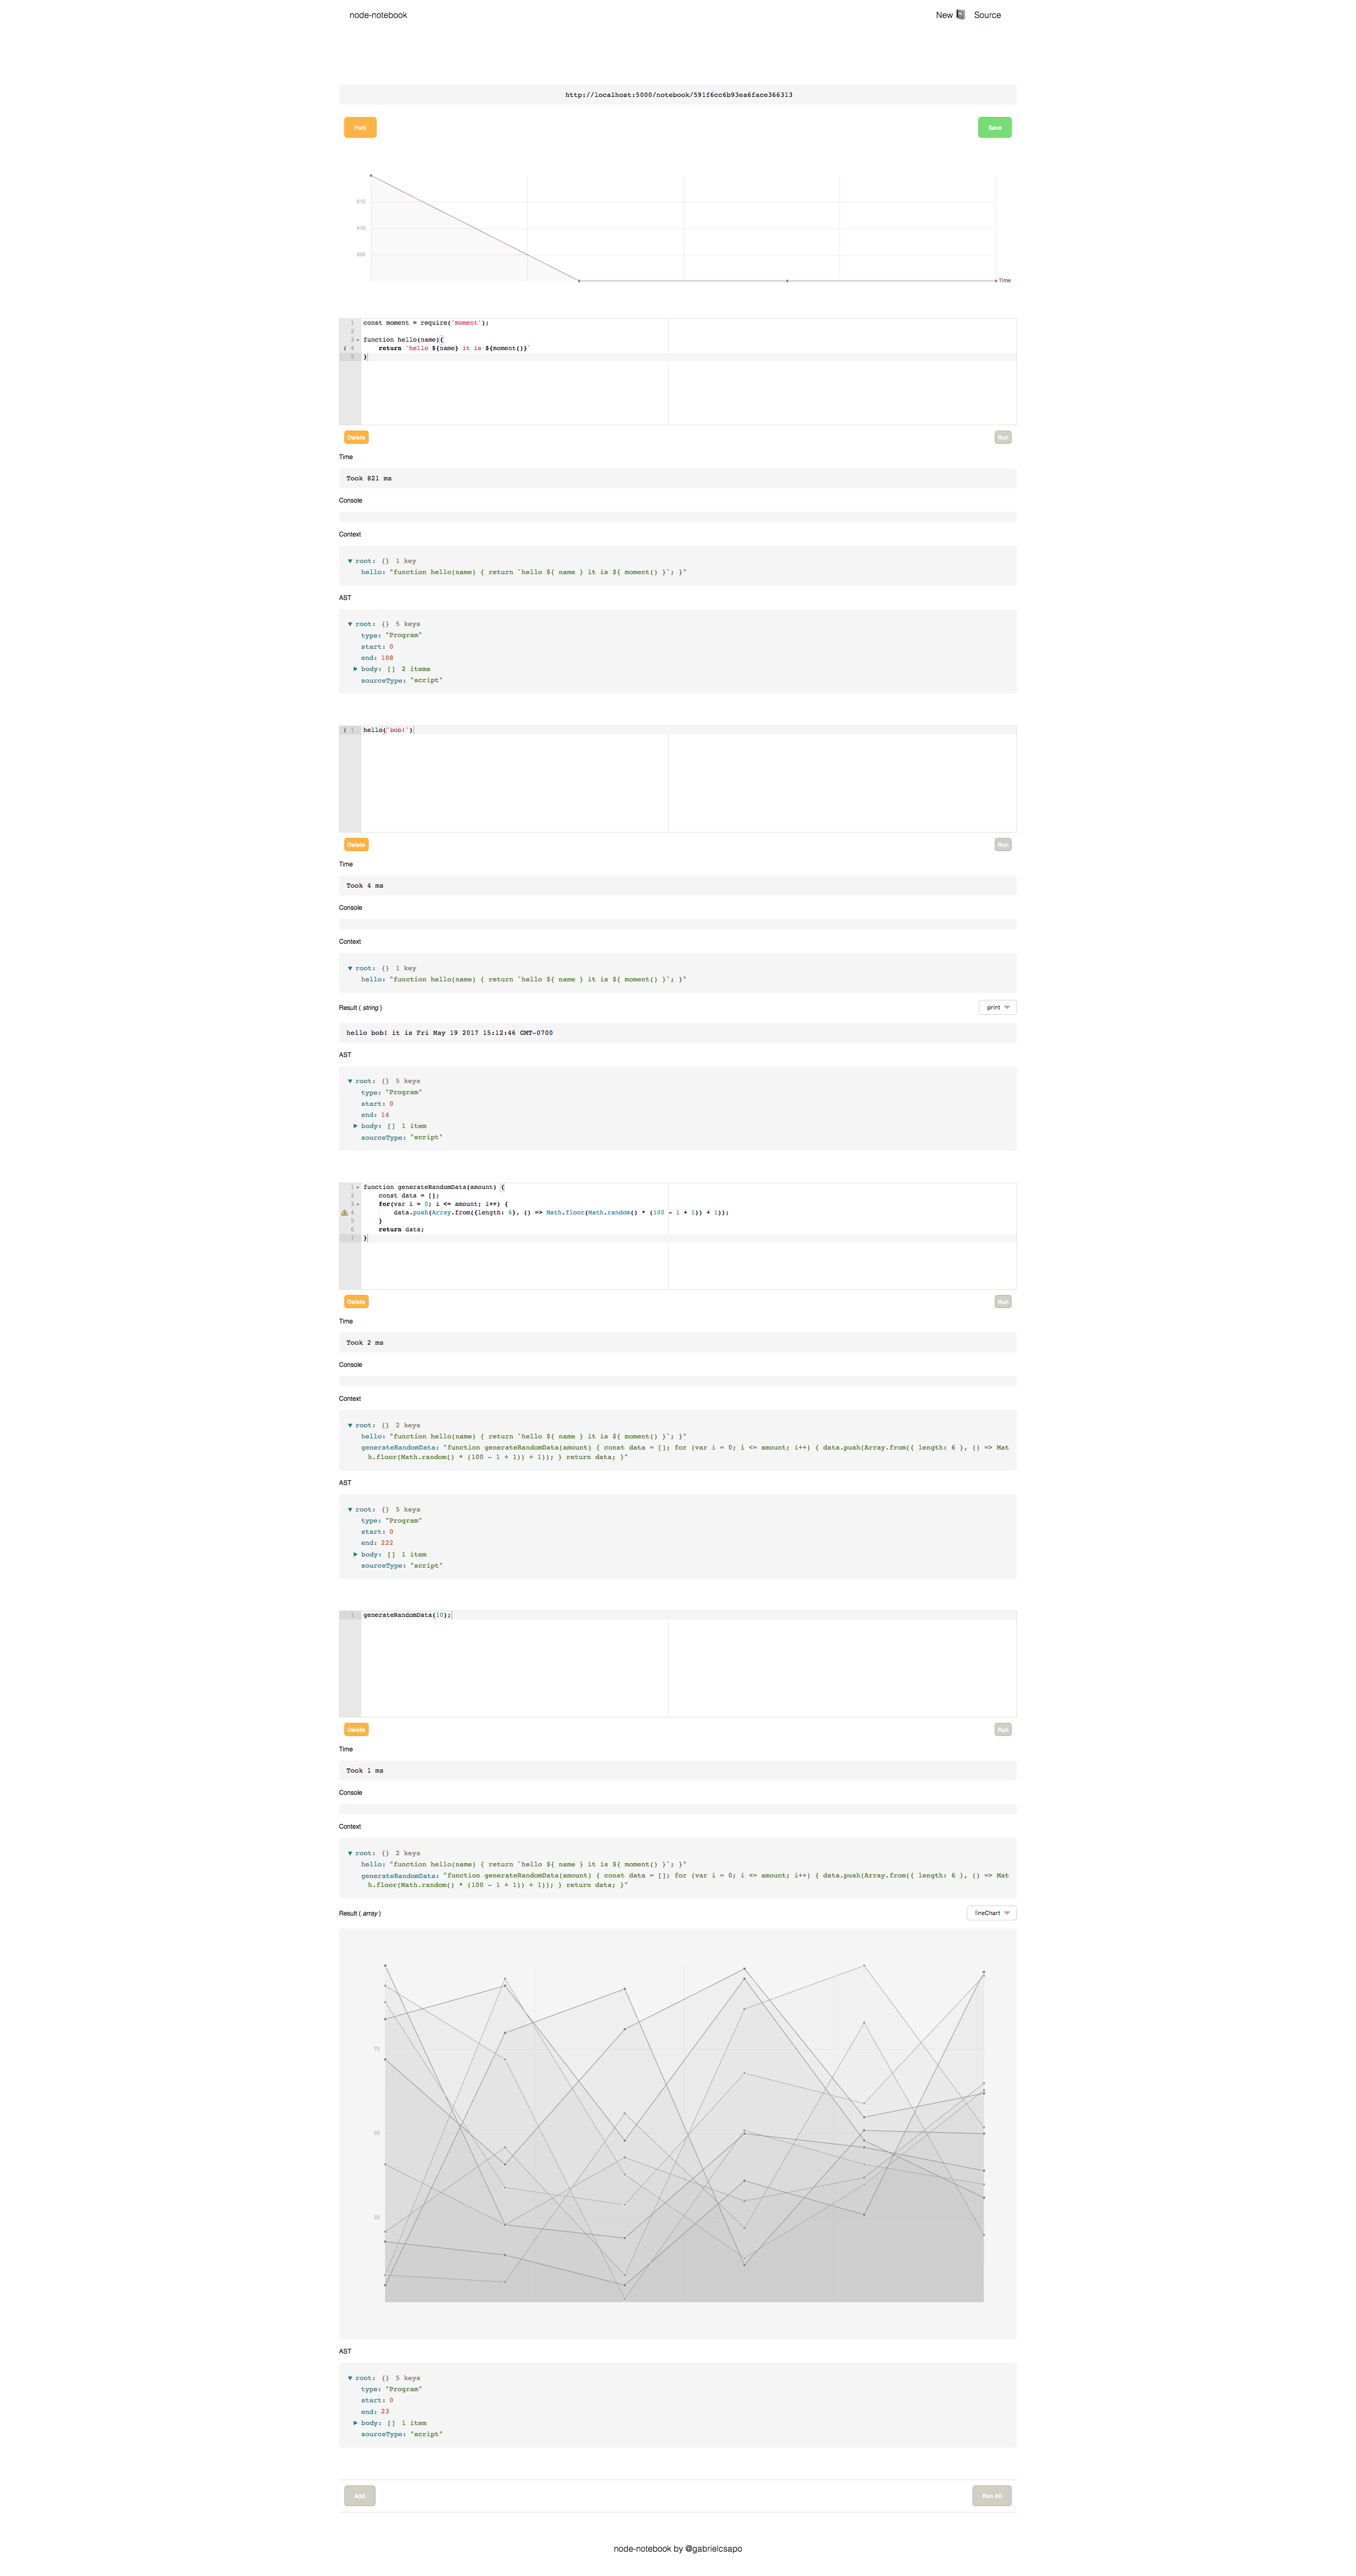 node-notebook
New Source
http://localhost:5000/notebook/591f6cc6b93ea6face366313
Fork
Save
615
410
205
Time
1 const moment = require('moment');
2
3 function hello(name){
i 4 return `hello ${name} it is ${moment()}`
5 }
Delete
Run
Time
Took 821 ms
Console
Context
▼ root: {} 1 key
hello: "function hello(name) { return `hello ${ name } it is ${ moment() }`; }"
AST
▼ root: {} 5 keys
type: "Program"
start: 0
end: 108
▶ body: [] 2 items
sourceType: "script"
i 1 hello('bob!')
Delete
Run
Time
Took 4 ms
Console
Context
▼ root: {} 1 key
hello: "function hello(name) { return `hello ${ name } it is ${ moment() }`; }"
Result ( string )
print
hello bob! it is Fri May 19 2017 15:12:46 GMT-0700
AST
▼ root: {} 5 keys
type: "Program"
start: 0
end: 14
▶ body: [] 1 item
sourceType: "script"
1 function generateRandomData(amount) {
2 const data = [];
3 for(var i = 0; i <= amount; i++) {
4 data.push(Array.from({length: 6}, () => Math.floor(Math.random() * (100 - 1 + 1)) + 1));
5 }
6 return data;
7 }
Delete
Run
Time
Took 2 ms
Console
Context
▼ root: {} 2 keys
hello: "function hello(name) { return `hello ${ name } it is ${ moment() }`; }"
generateRandomData: "function generateRandomData(amount) { const data = []; for (var i = 0; i <= amount; i++) { data.push(Array.from({ length: 6 }, () => Mat
h.floor(Math.random() * (100 - 1 + 1)) + 1)); } return data; }"
AST
▼ root: {} 5 keys
type: "Program"
start: 0
end: 222
▶ body: [] 1 item
sourceType: "script"
1 generateRandomData(10);
Delete
Run
Time
Took 1 ms
Console
Context
▼ root: {} 2 keys
hello: "function hello(name) { return `hello ${ name } it is ${ moment() }`; }"
generateRandomData: "function generateRandomData(amount) { const data = []; for (var i = 0; i <= amount; i++) { data.push(Array.from({ length: 6 }, () => Mat
h.floor(Math.random() * (100 - 1 + 1)) + 1)); } return data; }"
Result ( array )
lineChart
75
AST
▼ root: {} 5 keys
type: "Program"
start: 0
end: 23
▶ body: [] 1 item
sourceType: "script"
Add
Run All
node-notebook by @gabrielcsapo